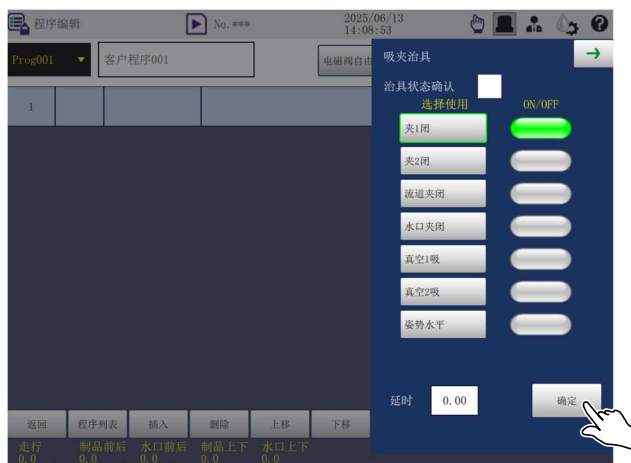 程序编辑
No. ***
2025/06/13
14:08:53
Prog001
客户程序001
电磁阀自由
1
吸夹治具
治具状态确认
选择使用 ON/OFF
夹1闭
夹2闭
流道夹闭
水口夹闭
真空1吸
真空2吸
姿势水平
延时 0.00 确定
返回 程序列表 插入 删除 上移 下移
走行 制品前后 水口前后 制品上下 水口上下
0.0 0.0 0.0 0.0 0.0